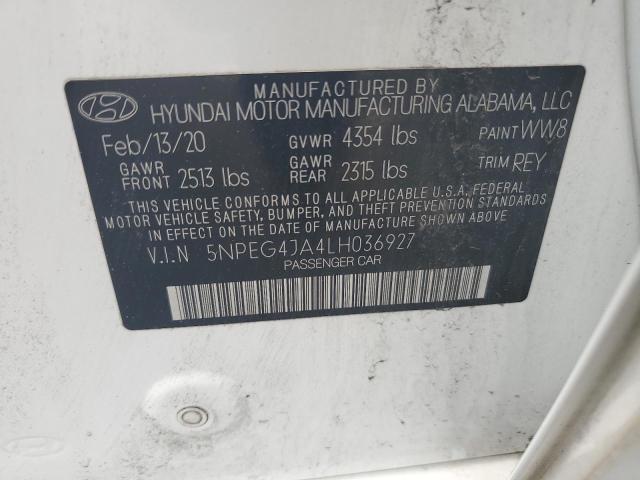 MANUFACTURED BY
HYUNDAI MOTOR MANUFACTURING ALABAMA, LLC
Feb/13/20 GVWR 4354 lbs PAINT WW8
GAWR FRONT 2513 lbs GAWR REAR 2315 lbs TRIM REY
THIS VEHICLE CONFORMS TO ALL APPLICABLE U.S.A. FEDERAL
MOTOR VEHICLE SAFETY, BUMPER, AND THEFT PREVENTION
STANDARDS IN EFFECT ON THE DATE OF MANUFACTURE SHOWN ABOVE
V.I.N 5NPEG4JA4LH036927
PASSENGER CAR